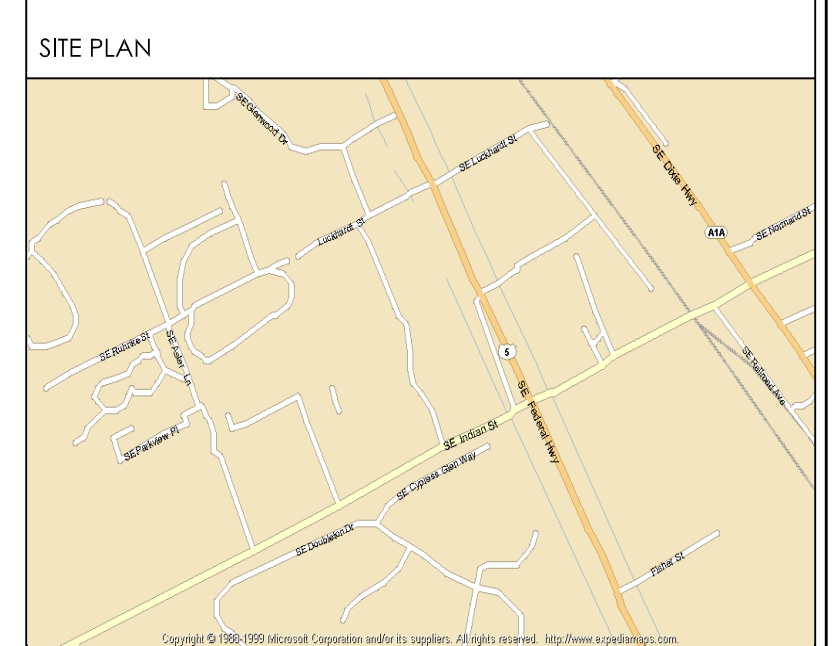 SITE PLAN
SE Glenwood Dr
SE Luckhardt St
SE Dixie Hwy
A1A
SE Normand St
Luckhardt St
SE Ruhnke St
SE Aster Ln
5
SE Railroad Ave
SE Federal Hwy
SE Parkview Pl
SE Indian St
SE Cypress Glen Way
SE Doubleton Dr
Fisher St
Copyright © 1988-1999 Microsoft Corporation and/or its suppliers. All rights reserved. http://www.expediamaps.com.